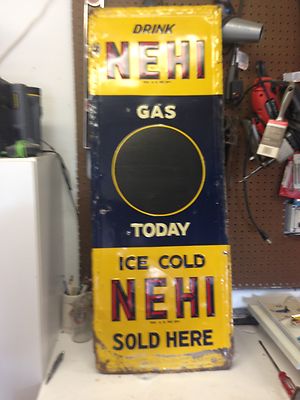 DRINK
NEHI
GAS
TODAY
ICE COLD
NEHI
SOLD HERE